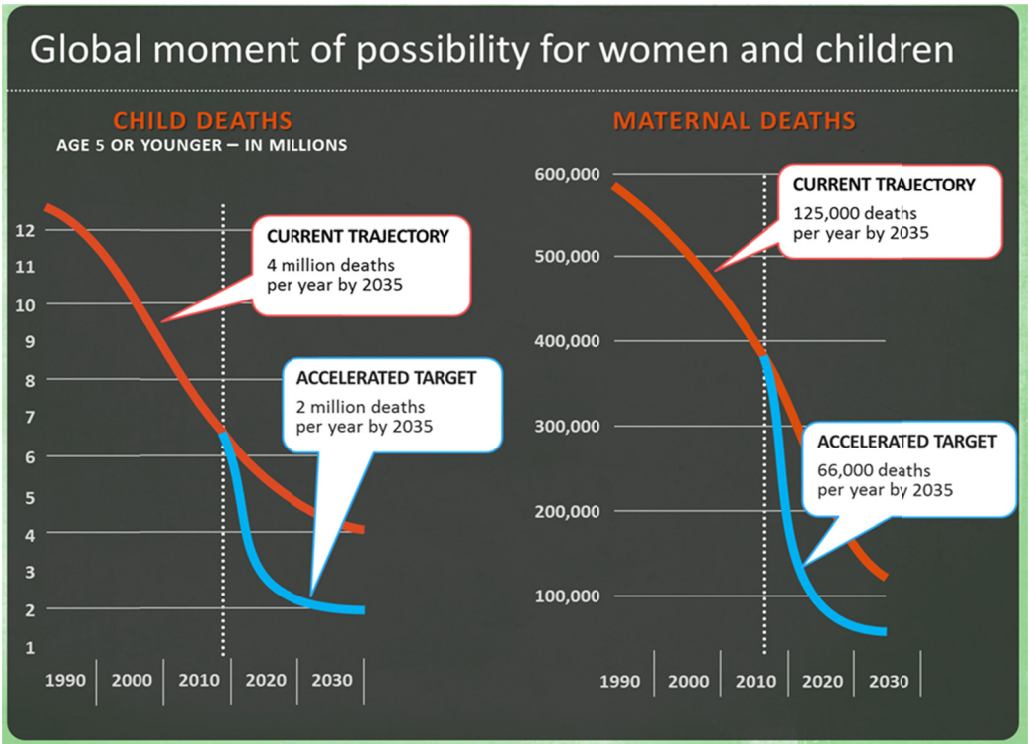 Global moment of possibility for women and children
CHILD DEATHS
AGE 5 OR YOUNGER – IN MILLIONS
12
11
10
9
8
7
6
5
4
3
2
1
CURRENT TRAJECTORY
4 million deaths
per year by 2035
ACCELERATED TARGET
2 million deaths
per year by 2035
1990 2000 2010 2020 2030
MATERNAL DEATHS
600,000
500,000
400,000
300,000
200,000
100,000
CURRENT TRAJECTORY
125,000 deaths
per year by 2035
ACCELERATED TARGET
66,000 deaths
per year by 2035
1990 2000 2010 2020 2030